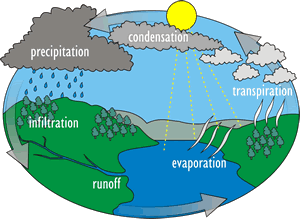 condensation
precipitation
transpiration
infiltration
evaporation
runoff